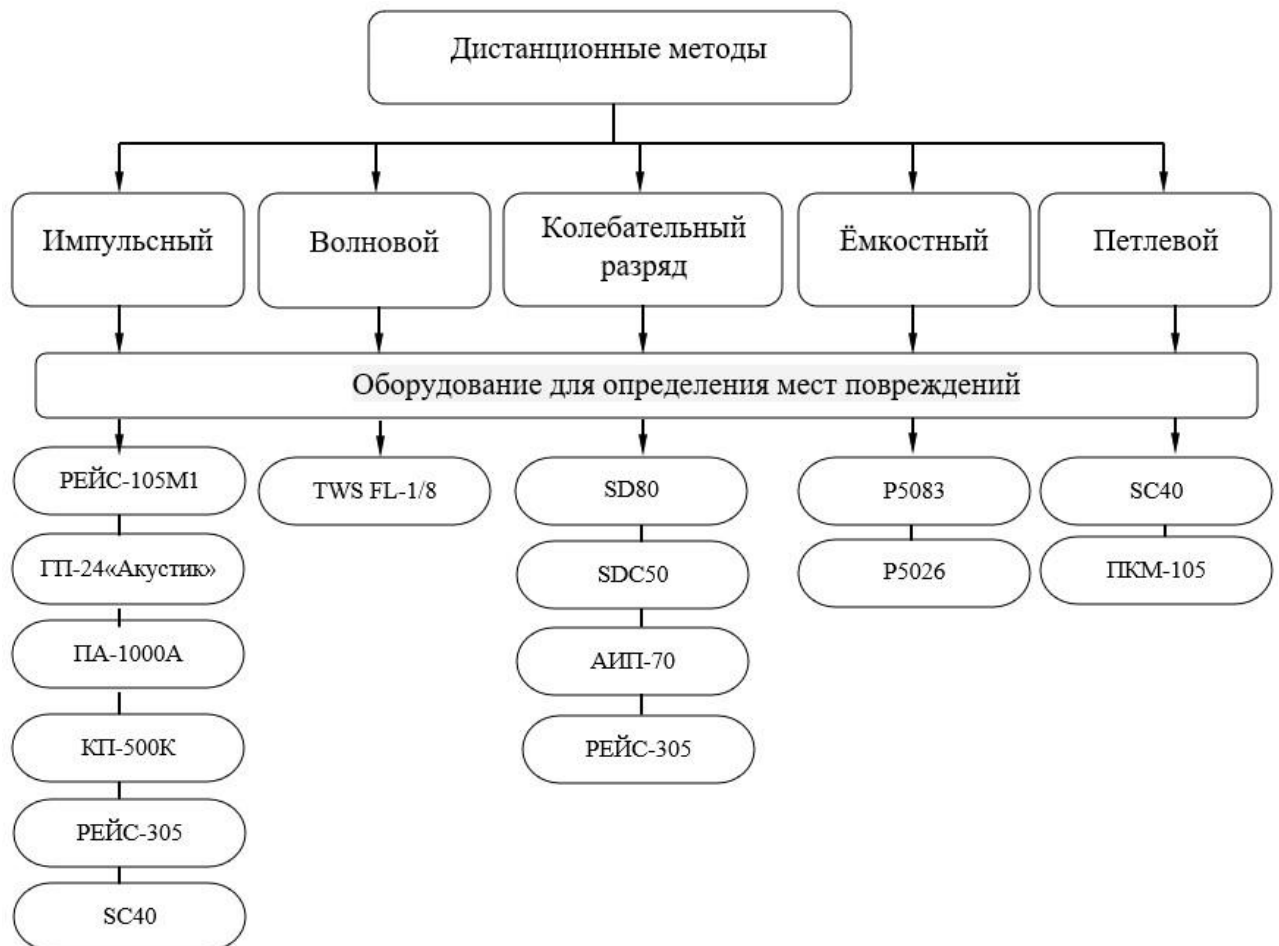 Дистанционные методы
Импульсный
Волновой
Колебательный
разряд
Ёмкостный
Петлевой
Оборудование для определения мест повреждений
РЕЙС-105М1
ГП-24«Акустик»
ПА-1000А
КП-500К
РЕЙС-305
SC40
TWS FL-1/8
SD80
SDC50
АИП-70
РЕЙС-305
Р5083
Р5026
SC40
ПКМ-105